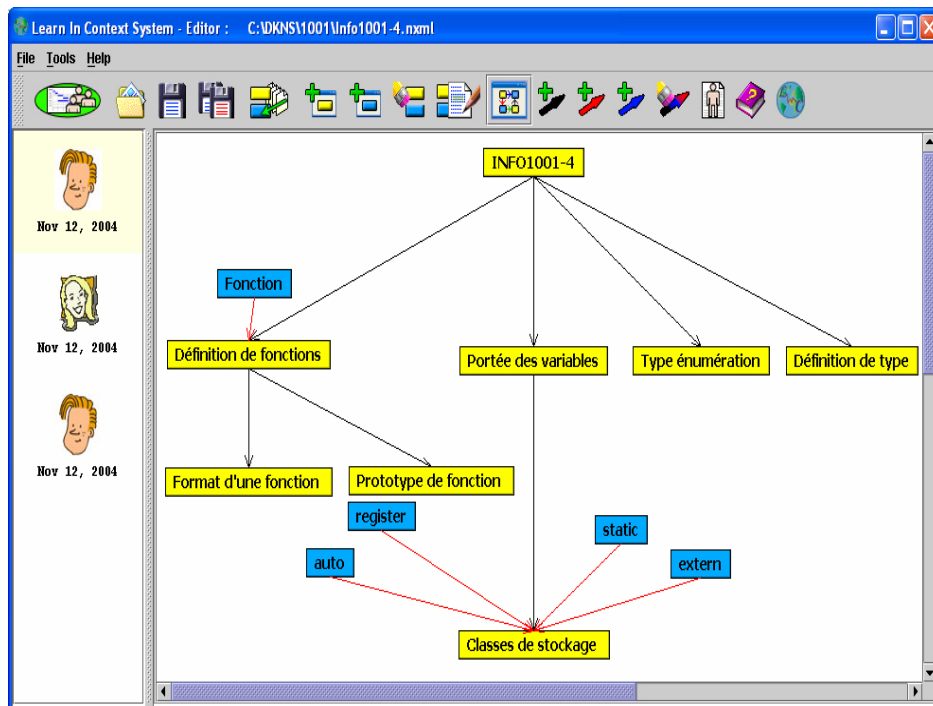 Learn In Context System - Editor : C:\DKNS\1001\Info1001-4.nxml
File Tools Help
Nov 12, 2004
Nov 12, 2004
Nov 12, 2004
INFO1001-4
Fonction
Définition de fonctions
Portée des variables
Type énumération
Définition de type
Format d'une fonction
Prototype de fonction
register
static
auto
extern
Classes de stockage